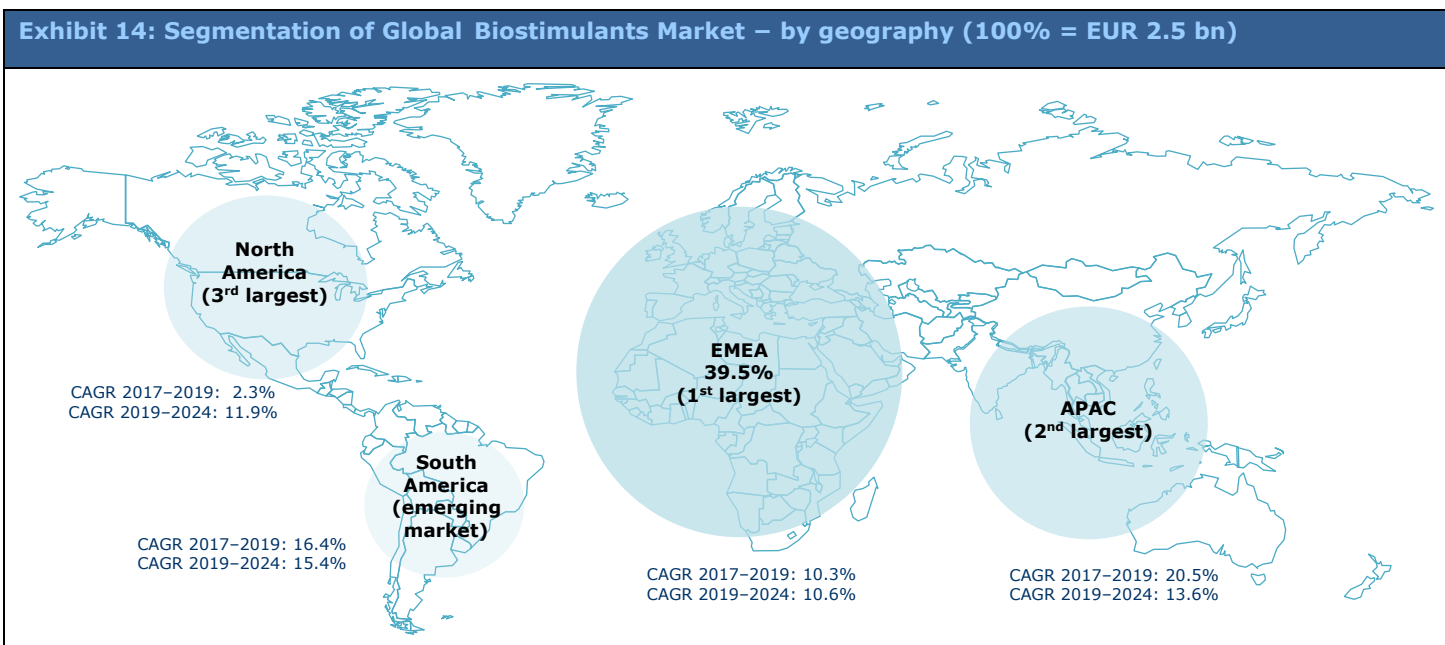 Exhibit 14: Segmentation of Global Biostimulants Market – by geography (100% = EUR 2.5 bn)
North
America
(3rd largest)
CAGR 2017–2019: 2.3%
CAGR 2019–2024: 11.9%
South
America
(emerging
market)
CAGR 2017–2019: 16.4%
CAGR 2019–2024: 15.4%
EMEA
39.5%
(1st largest)
CAGR 2017–2019: 10.3%
CAGR 2019–2024: 10.6%
APAC
(2nd largest)
CAGR 2017–2019: 20.5%
CAGR 2019–2024: 13.6%